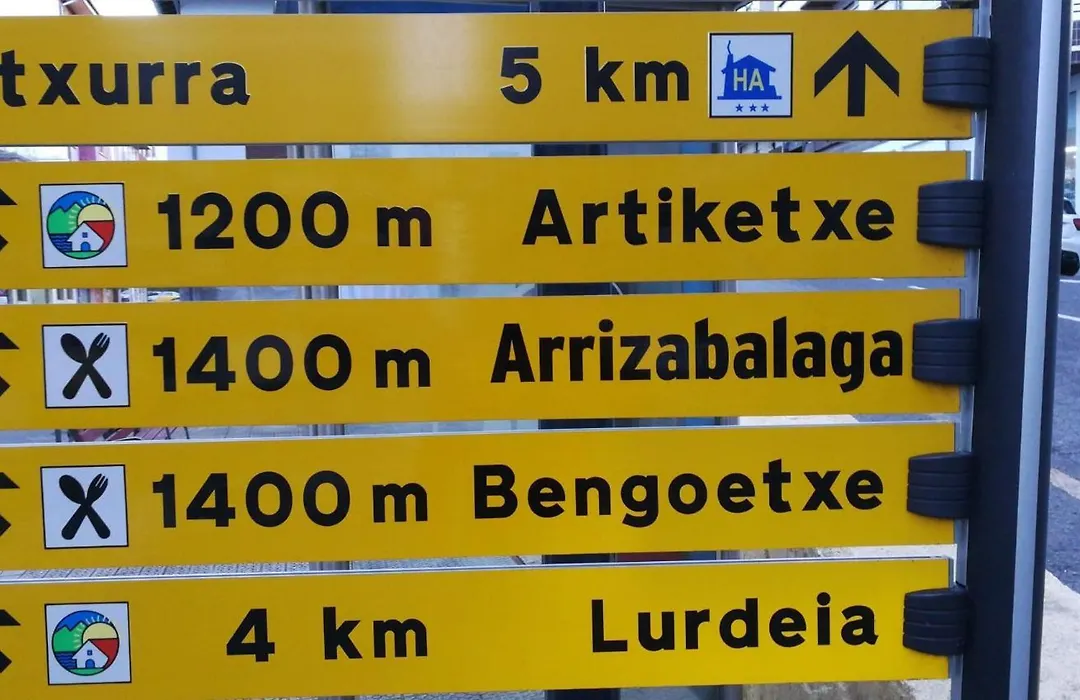 txurra 5 km HA
1200 m Artiketxe
1400 m Arrizabalaga
1400 m Bengoetxe
4 km Lurdeia